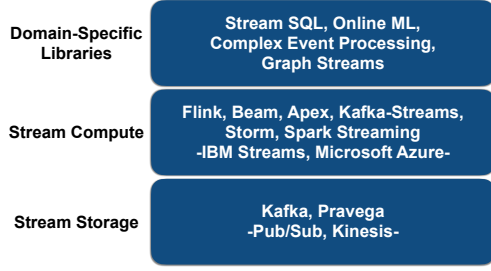 Domain-Specific
Libraries
Stream SQL, Online ML,
Complex Event Processing,
Graph Streams
Stream Compute
Flink, Beam, Apex, Kafka-Streams,
Storm, Spark Streaming
-IBM Streams, Microsoft Azure-
Stream Storage
Kafka, Pravega
-Pub/Sub, Kinesis-